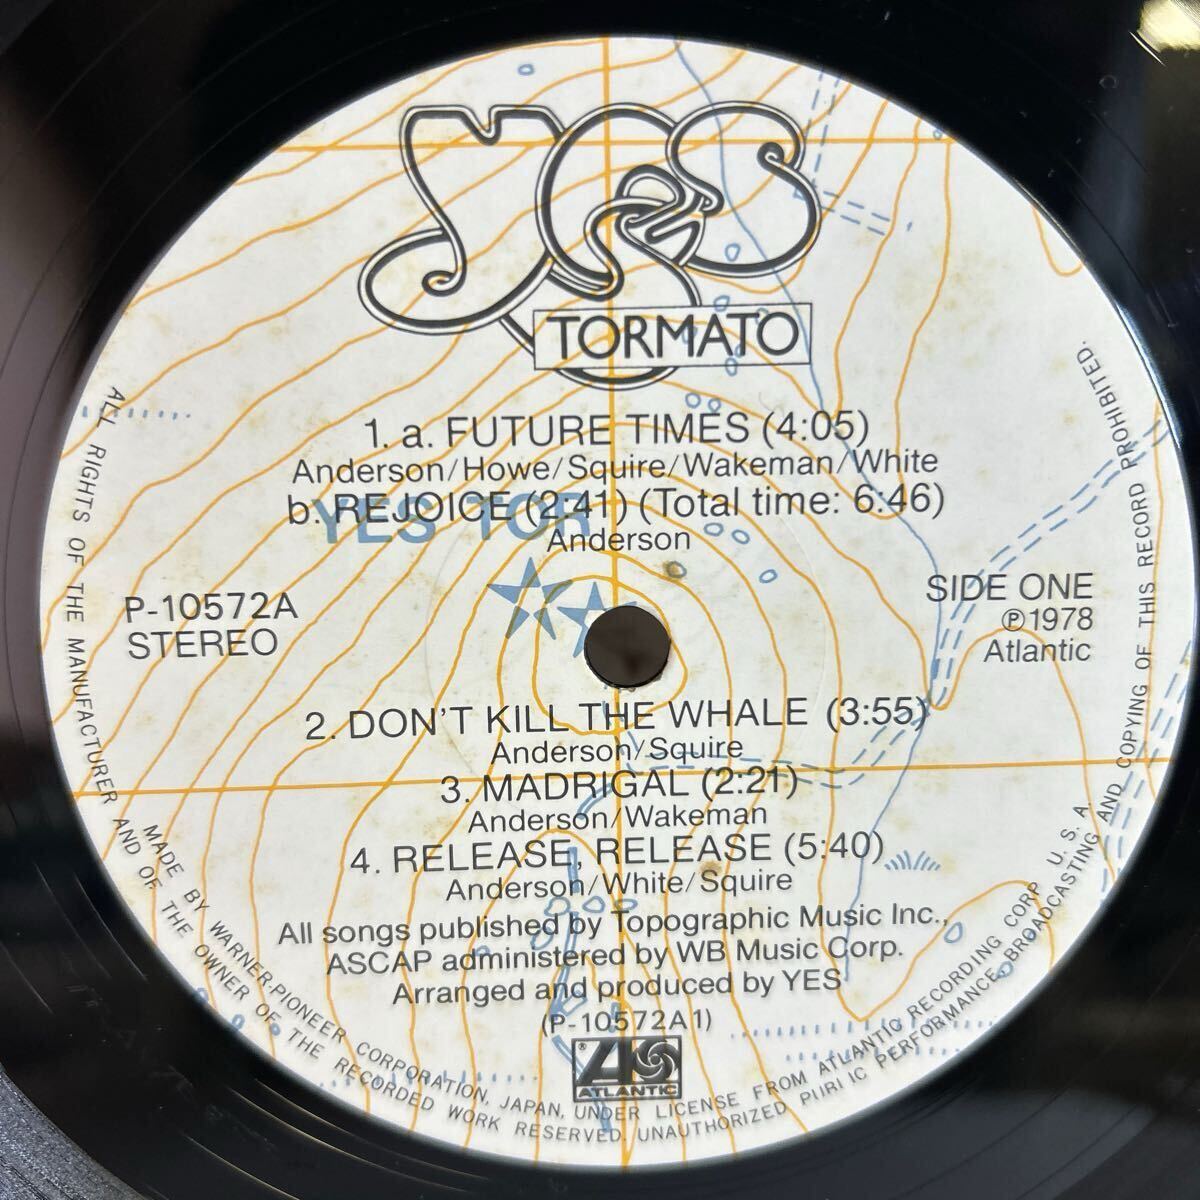 YES
TORMATO
1. a. FUTURE TIMES (4:05)
Anderson/Howe/Squire/Wakeman/White
b. REJOICE (2:41) (Total time: 6:46)
YES TOR
Anderson
P-10572A
STEREO
SIDE ONE
Ⓟ1978
Atlantic
2. DON'T KILL THE WHALE (3:55)
Anderson/Squire
3. MADRIGAL (2:21)
Anderson/Wakeman
4. RELEASE, RELEASE (5:40)
Anderson/White/Squire
All songs published by Topographic Music Inc.,
ASCAP administered by WB Music Corp.
Arranged and produced by YES
(P-10572A1)
®
ATLANTIC
MADE BY WARNER-PIONEER CORPORATION, JAPAN, UNDER LICENSE FROM ATLANTIC RECORDING CORP U. S. A
ALL RIGHTS OF THE MANUFACTURER AND OF THE OWNER OF THE RECORDED WORK RESERVED. UNAUTHORIZED PUBLIC PERFORMANCE, BROADCASTING AND COPYING OF THIS RECORD PROHIBITED.